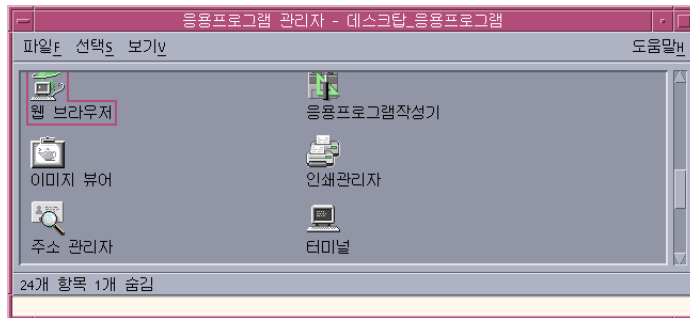 응용프로그램 관리자 - 데스크탑_응용프로그램
파일F 선택S 보기V 도움말H
웹 브라우저 응용프로그램작성기
이미지 뷰어 인쇄관리자
주소 관리자 터미널
24개 항목 1개 숨김